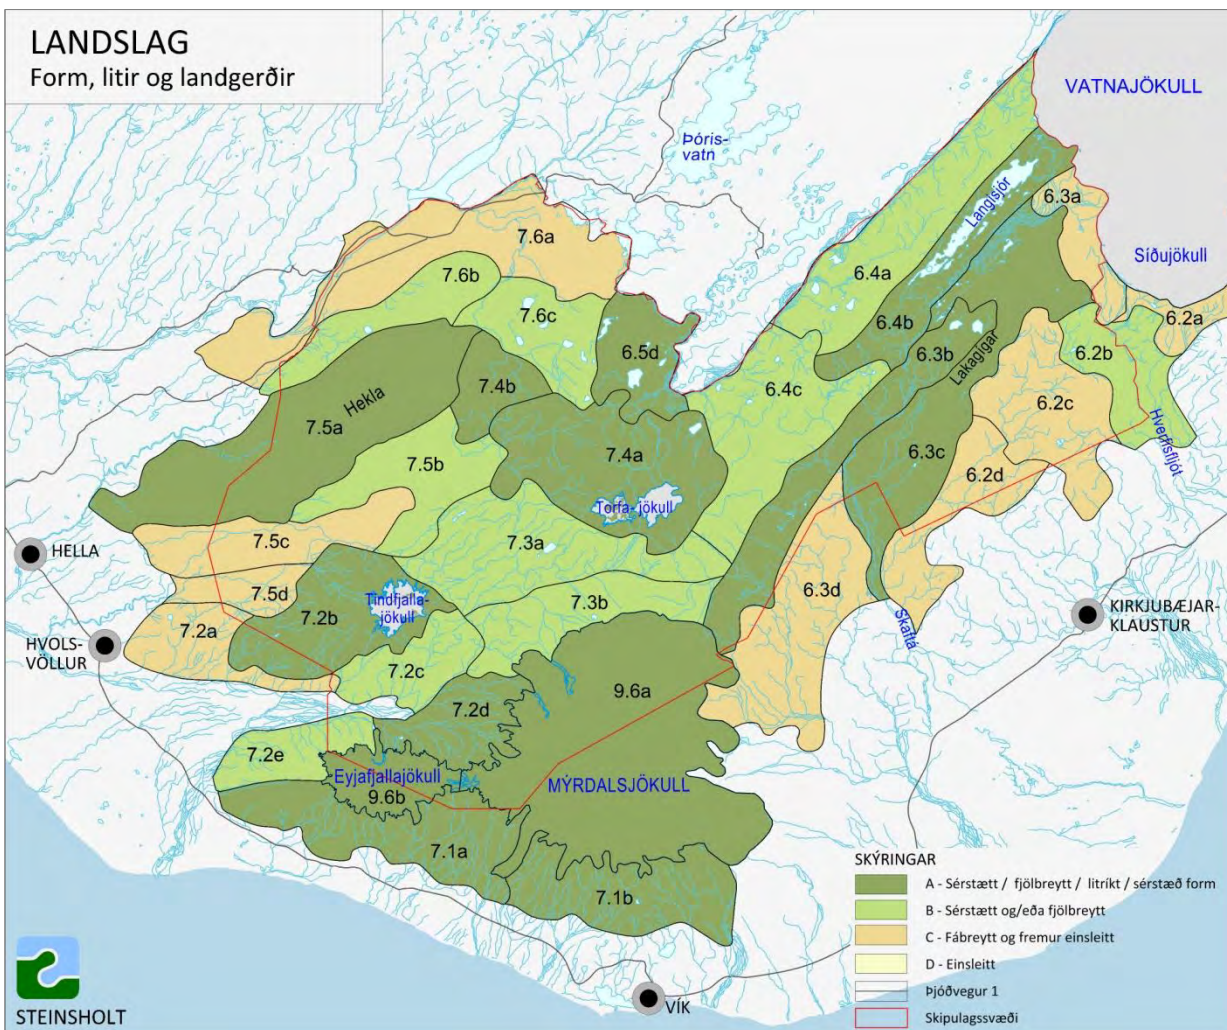 LANDSLAG
Form, litir og landgerðir
VATNAJÖKULL
Þóris-
vatn
Langisjór
6.3a
7.6a
Síðujökull
7.6b
6.4a
7.6c
6.2a
6.4b
6.5d
6.3b
6.2b
Lakagígar
7.4b
6.4c
Hekla
6.2c
7.5a
Hverfisfljót
7.4a
6.3c
7.5b
6.2d
Torfa- jökull
7.5c
7.3a
HELLA
7.5d
Tindfjalla-
jökull
7.3b
6.3d
7.2b
KIRKJUBÆJAR-
KLAUSTUR
7.2a
Skaftá
HVOLS-
VÖLLUR
7.2c
9.6a
7.2d
7.2e
Eyjafjallajökull
MÝRDALSJÖKULL
9.6b
7.1a
7.1b
SKÝRINGAR
A - Sérstætt / fjölbreytt / litríkt / sérstæð form
B - Sérstætt og/eða fjölbreytt
C - Fábreytt og fremur einsleitt
D - Einsleitt
Þjóðvegur 1
Skipulagssvæði
VÍK
STEINSHOLT